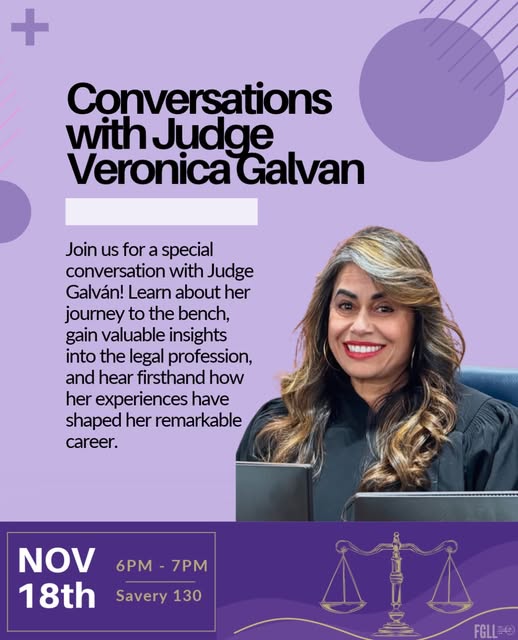 Conversations
with Judge
Veronica Galvan
Join us for a special
conversation with Judge
Galván! Learn about her
journey to the bench,
gain valuable insights
into the legal profession,
and hear firsthand how
her experiences have
shaped her remarkable
career.
NOV
18th
6PM - 7PM
Savery 130
FGLL